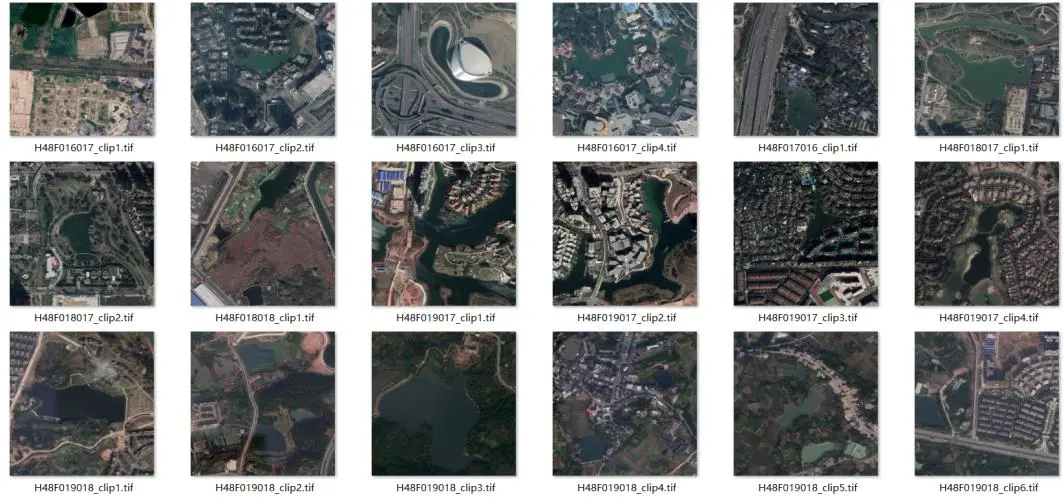 H48F016017_clip1.tif
H48F016017_clip2.tif
H48F016017_clip3.tif
H48F016017_clip4.tif
H48F017016_clip1.tif
H48F018017_clip1.tif
H48F018017_clip2.tif
H48F018018_clip1.tif
H48F019017_clip1.tif
H48F019017_clip2.tif
H48F019017_clip3.tif
H48F019017_clip4.tif
H48F019018_clip1.tif
H48F019018_clip2.tif
H48F019018_clip3.tif
H48F019018_clip4.tif
H48F019018_clip5.tif
H48F019018_clip6.tif